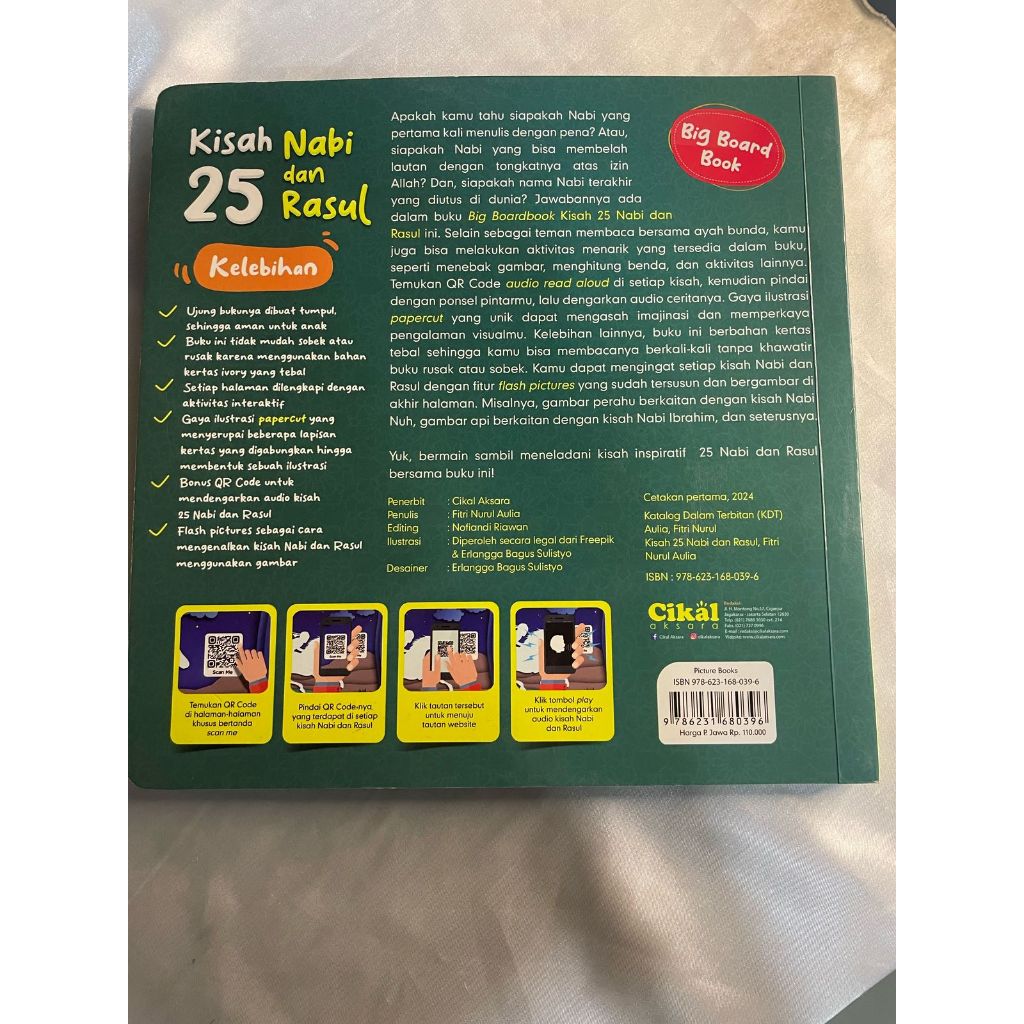 Kisah Nabi
25 dan
Rasul
Kelebihan
Ujung bukunya dibuat tumpul,
sehingga aman untuk anak
Buku ini tidak mudah sobek atau
rusak karena menggunakan bahan
kertas ivory yang tebal
Setiap halaman dilengkapi dengan
aktivitas interaktif
Gaya ilustrasi papercut yang
menyerupai beberapa lapisan
kertas yang digabungkan hingga
membentuk sebuah ilustrasi
Bonus QR Code untuk
mendengarkan audio kisah
25 Nabi dan Rasul
Flash pictures sebagai cara
mengenalkan kisah Nabi dan Rasul
menggunakan gambar
Apakah kamu tahu siapakah Nabi yang
pertama kali menulis dengan pena? Atau,
siapakah Nabi yang bisa membelah
lautan dengan tongkatnya atas izin
Allah? Dan, siapakah nama Nabi terakhir
yang diutus di dunia? Jawabannya ada
dalam buku Big Boardbook Kisah 25 Nabi dan
Rasul ini. Selain sebagai teman membaca bersama ayah bunda, kamu
juga bisa melakukan aktivitas menarik yang tersedia dalam buku,
seperti menebak gambar, menghitung benda, dan aktivitas lainnya.
Temukan QR Code audio read aloud di setiap kisah, kemudian pindai
dengan ponsel pintarmu, lalu dengarkan audio ceritanya. Gaya ilustrasi
papercut yang unik dapat mengasah imajinasi dan memperkaya
pengalaman visualmu. Kelebihan lainnya, buku ini berbahan kertas
tebal sehingga kamu bisa membacanya berkali-kali tanpa khawatir
buku rusak atau sobek. Kamu dapat mengingat setiap kisah Nabi dan
Rasul dengan fitur flash pictures yang sudah tersusun dan bergambar di
akhir halaman. Misalnya, gambar perahu berkaitan dengan kisah Nabi
Nuh, gambar api berkaitan dengan kisah Nabi Ibrahim, dan seterusnya.
Yuk, bermain sambil meneladani kisah inspiratif 25 Nabi dan Rasul
bersama buku ini!
Big Board
Book
Penerbit : Cikal Aksara
Penulis : Fitri Nurul Aulia
Editing : Nofiandi Riawan
Ilustrasi : Diperoleh secara legal dari Freepik
& Erlangga Bagus Sulistyo
Desainer : Erlangga Bagus Sulistyo
Cetakan pertama, 2024
Katalog Dalam Terbitan (KDT)
Aulia, Fitri Nurul
Kisah 25 Nabi dan Rasul, Fitri
Nurul Aulia
ISBN : 978-623-168-039-6
Cikal
aksara
Cikal Aksara cikalaksara
Redaksi:
Scan Me
Temukan QR Code
di halaman-halaman
khusus bertanda
scan me
Scan Me
Pindai QR Code-nya,
yang terdapat di setiap
kisah Nabi dan Rasul
Klik tautan tersebut
untuk menuju
tautan website
Klik tombol play
untuk mendengarkan
audio kisah Nabi
dan Rasul
Picture Books
ISBN 978-623-168-039-6
9 786231 680396
Harga P. Jawa Rp. 110.000